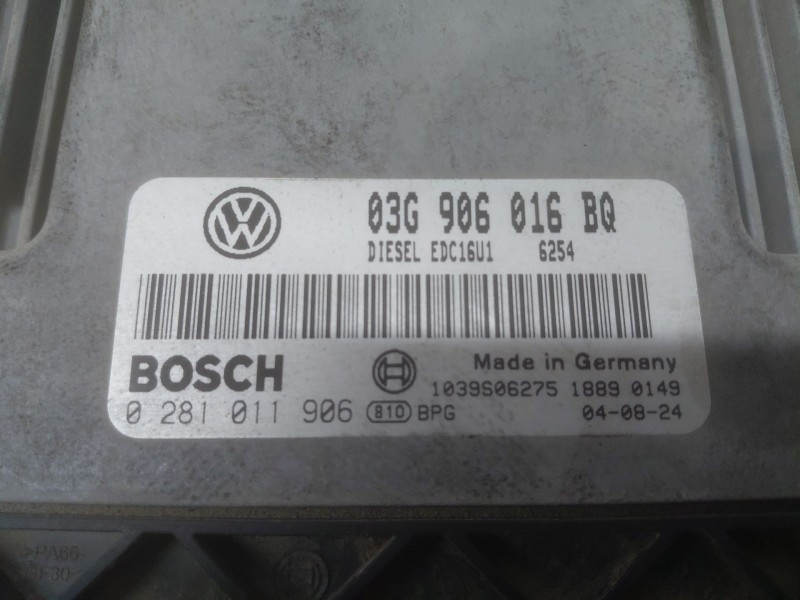 03G 906 016 BQ
DIESEL EDC16U1 6254
BOSCH
Made in Germany
1039S06275 1889 0149
0 281 011 906 810 BPG 04-08-24
>PA66-